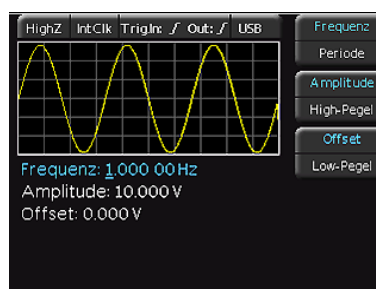 HighZ IntClk Trig.In: Out: USB
Frequenz
Periode
Amplitude
High-Pegel
Offset
Low-Pegel
Frequenz: 1.000 00 Hz
Amplitude: 10.000 V
Offset: 0.000 V